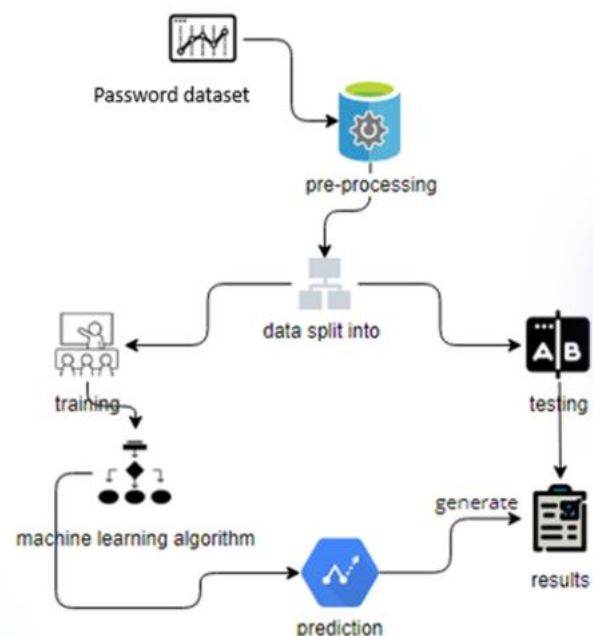 Password dataset
pre-processing
data split into
training
testing
A B
machine learning algorithm
generate
results
prediction